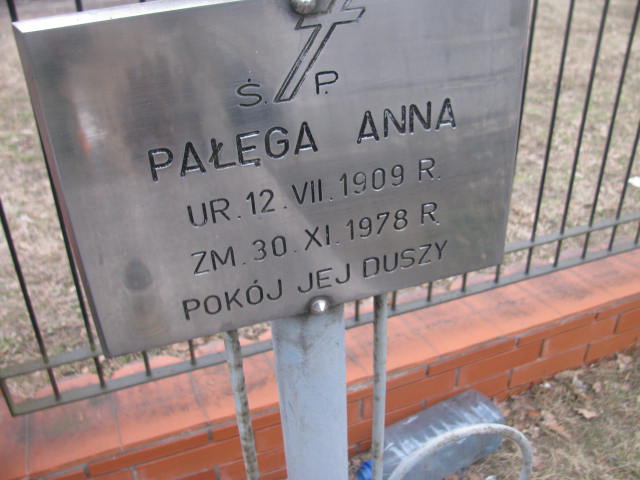 Ś.P.
PAŁĘGA ANNA
UR.12.VII.1909 R.
ZM.30.XI.1978 R
POKÓJ JEJ DUSZY